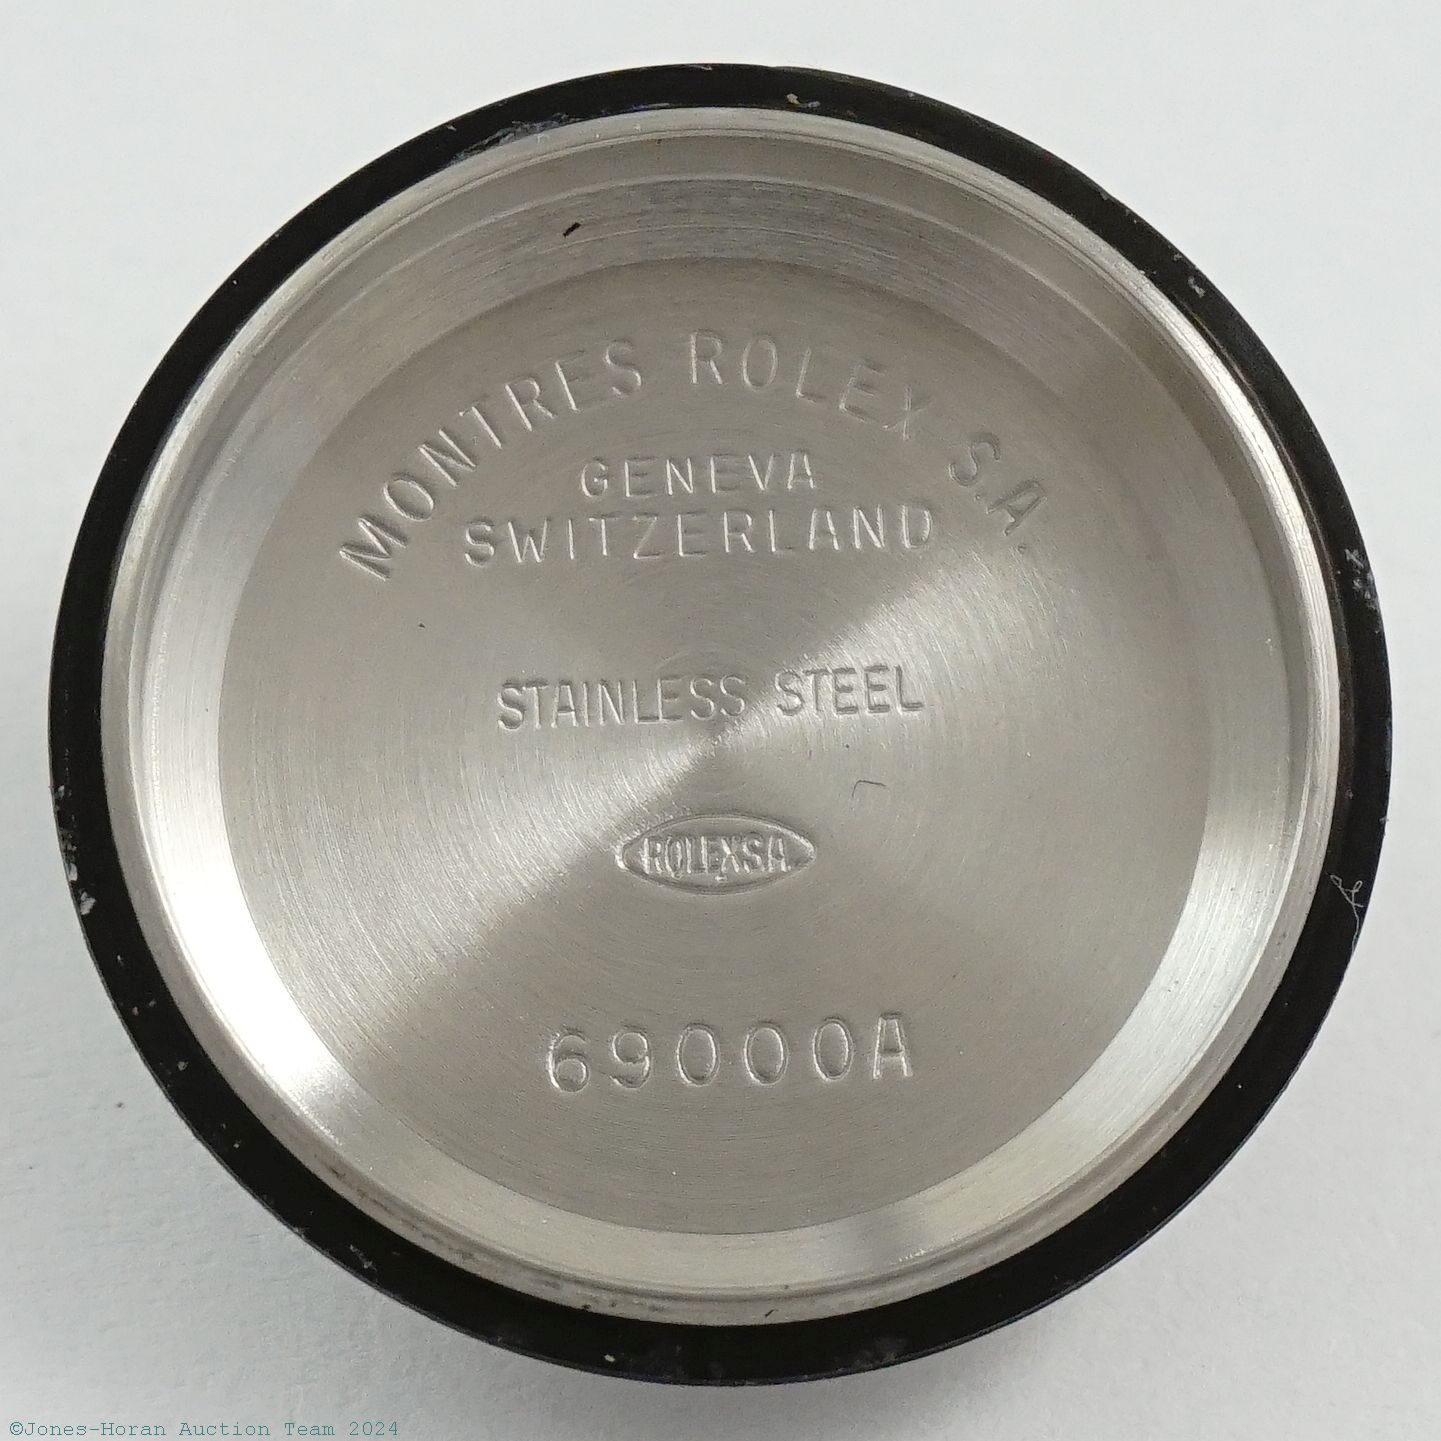 MONTRES ROLEX S.A.
GENEVA
SWITZERLAND
STAINLESS STEEL
ROLEXSA
69000A
©Jones-Horan Auction Team 2024